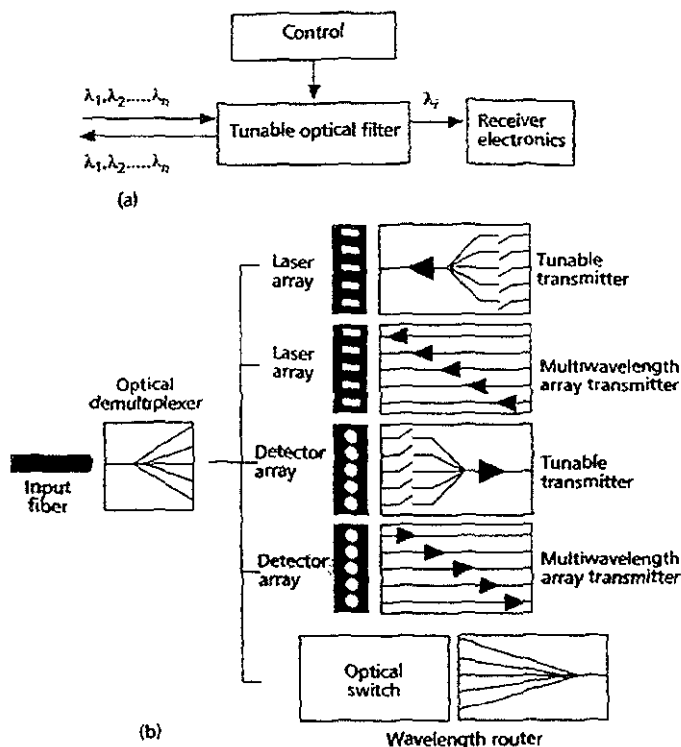 Control
λ₁,λ₂.....λₙ
λᵢ
Tunable optical filter
Receiver
electronics
λ₁,λ₂.....λₙ
(a)
Laser
array
Tunable
transmitter
Laser
array
Multiwavelength
array transmitter
Optical
demultiplexer
Input
fiber
Detector
array
Tunable
transmitter
Detector
array
Multiwavelength
array transmitter
Optical
switch
(b)
Wavelength router